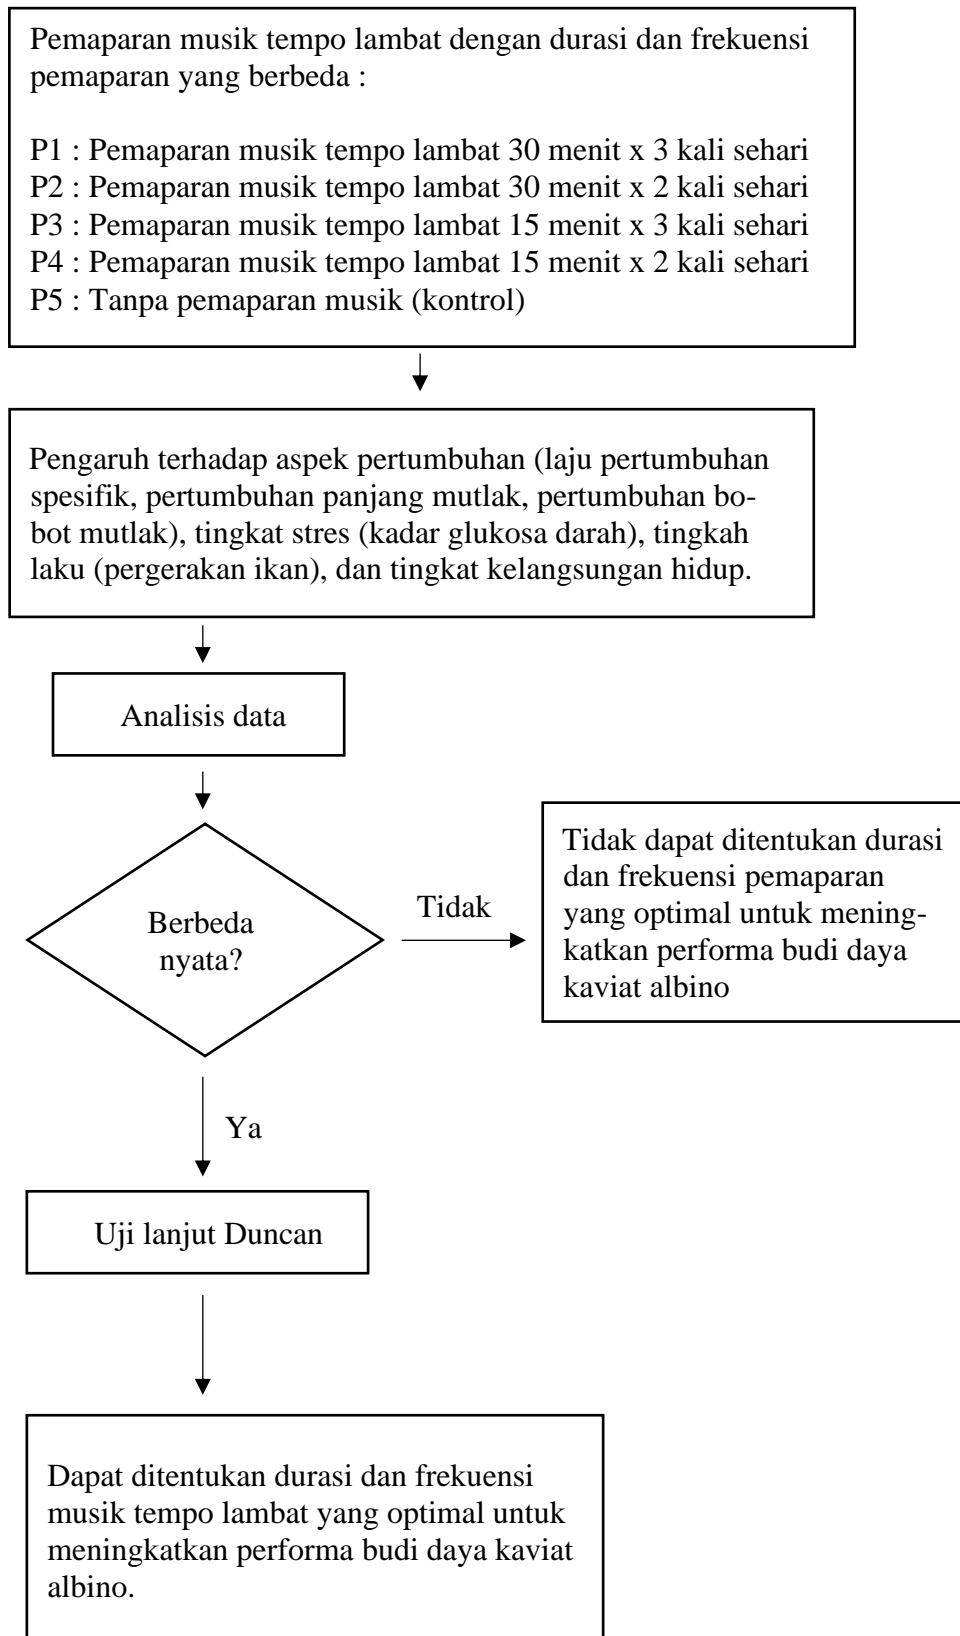 Pemaparan musik tempo lambat dengan durasi dan frekuensi
pemaparan yang berbeda :
P1 : Pemaparan musik tempo lambat 30 menit x 3 kali sehari
P2 : Pemaparan musik tempo lambat 30 menit x 2 kali sehari
P3 : Pemaparan musik tempo lambat 15 menit x 3 kali sehari
P4 : Pemaparan musik tempo lambat 15 menit x 2 kali sehari
P5 : Tanpa pemaparan musik (kontrol)
Pengaruh terhadap aspek pertumbuhan (laju pertumbuhan
spesifik, pertumbuhan panjang mutlak, pertumbuhan bo-
bot mutlak), tingkat stres (kadar glukosa darah), tingkah
laku (pergerakan ikan), dan tingkat kelangsungan hidup.
Analisis data
Berbeda
nyata?
Tidak
Tidak dapat ditentukan durasi
dan frekuensi pemaparan
yang optimal untuk mening-
katkan performa budi daya
kaviat albino
Ya
Uji lanjut Duncan
Dapat ditentukan durasi dan frekuensi
musik tempo lambat yang optimal untuk
meningkatkan performa budi daya kaviat
albino.